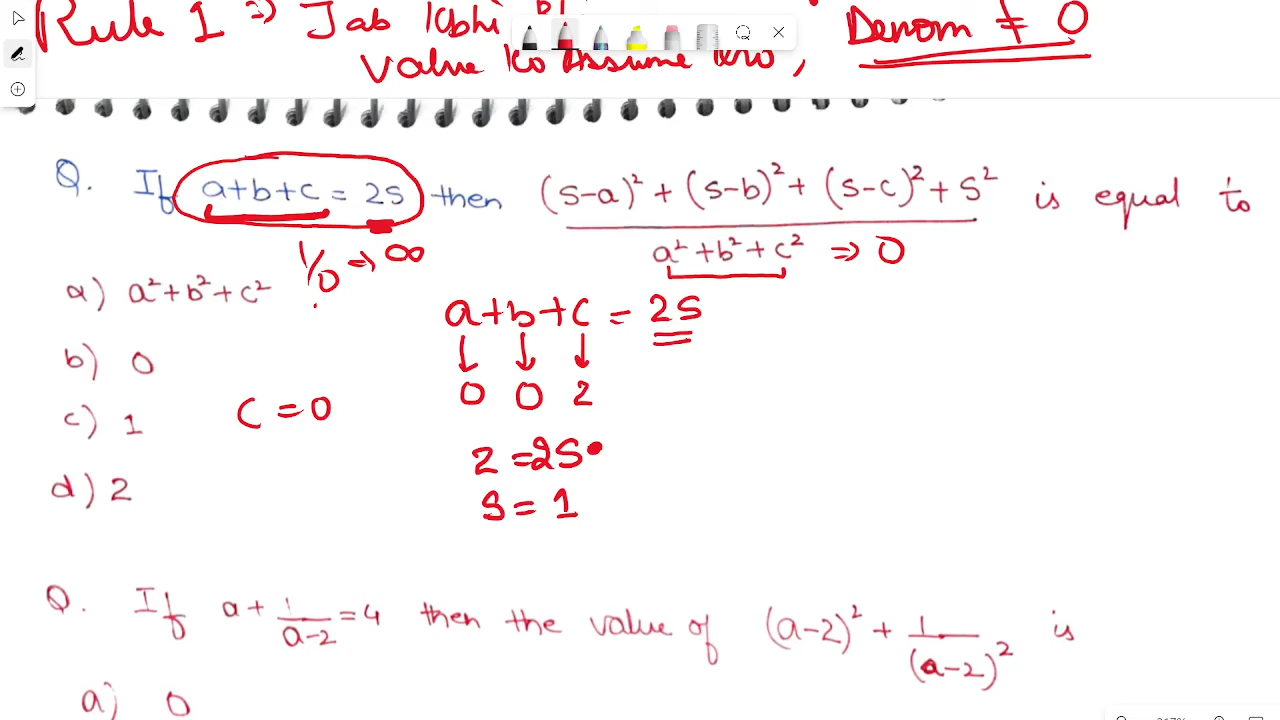 Rule 1 ⇒ Jab Kbhi Denom ≠ 0
Value ko Assume kro,
Q. If a+b+c = 2S then (s-a)² + (s-b)² + (s-c)² + S² is equal to
a² + b² + c² ⇒ 0
1/0 ⇒ ∞
a) a²+b²+c²
a+b+c = 2S
b) 0
0 0 2
c) 1
C = 0
2 = 2S
d) 2
S = 1
Q. If a + 1/(a-2) = 4 then the value of (a-2)² + 1/(a-2)² is
a) 0